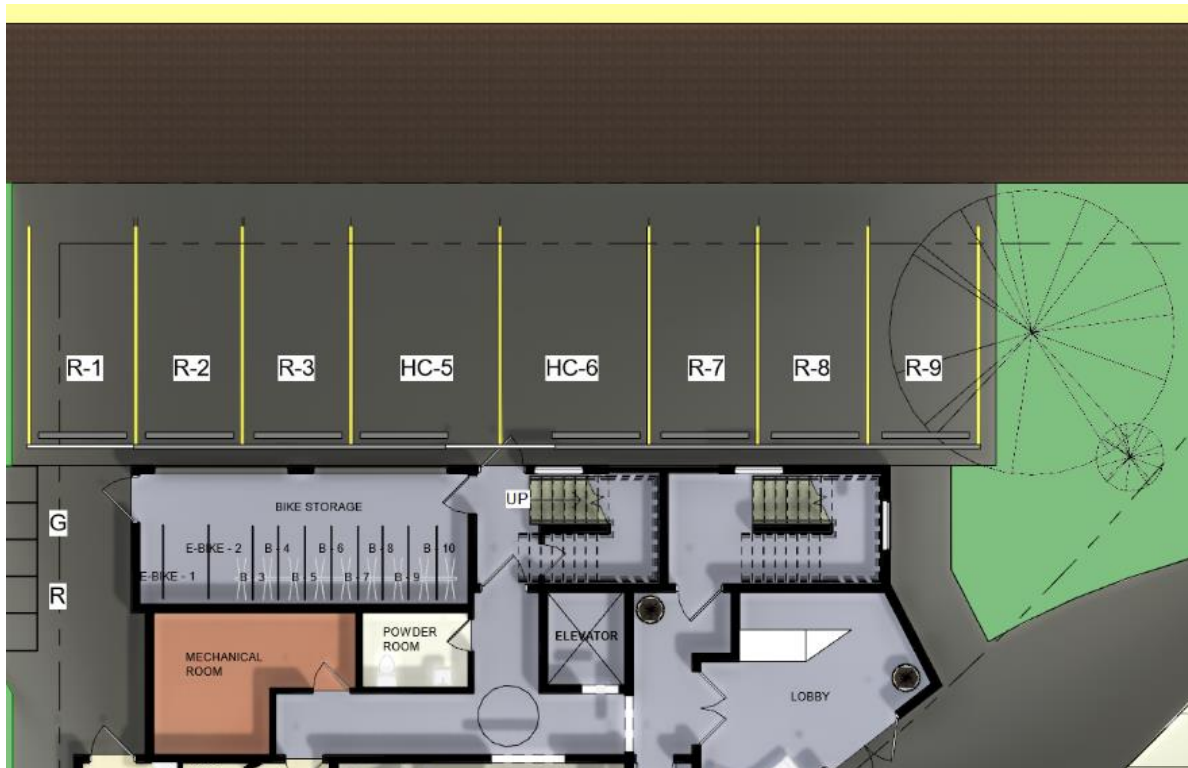 R-1
R-2
R-3
HC-5
HC-6
R-7
R-8
R-9
UP
BIKE STORAGE
G
E-BIKE - 2
B - 4
B - 6
B - 8
B - 10
E-BIKE - 1
B - 3
B - 5
B - 7
B - 9
R
POWDER
ROOM
ELEVATOR
MECHANICAL
ROOM
LOBBY